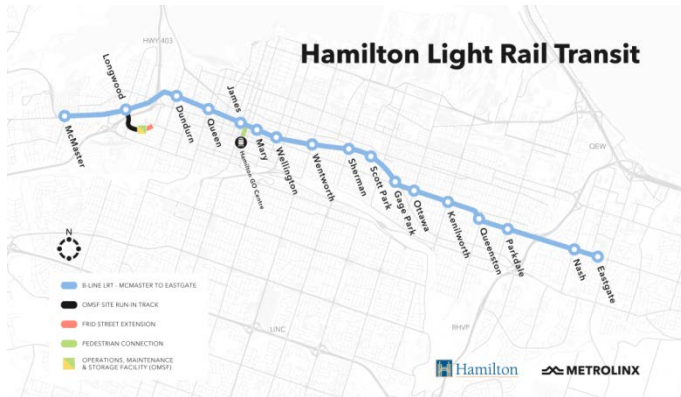 Hamilton Light Rail Transit
HWY 403
Longwood
McMaster
Dundurn
Queen
James
Hamilton GO Centre
Mary
Wellington
Wentworth
Sherman
Scott Park
Gage Park
Ottawa
Kenilworth
Queenston
Parkdale
Nash
Eastgate
QEW
LINC
RHVP
N
B-LINE LRT - MCMASTER TO EASTGATE
OMSF SITE RUN-IN TRACK
FRID STREET EXTENSION
PEDESTRIAN CONNECTION
OPERATIONS, MAINTENANCE
& STORAGE FACILITY (OMSF)
Hamilton
METROLINX